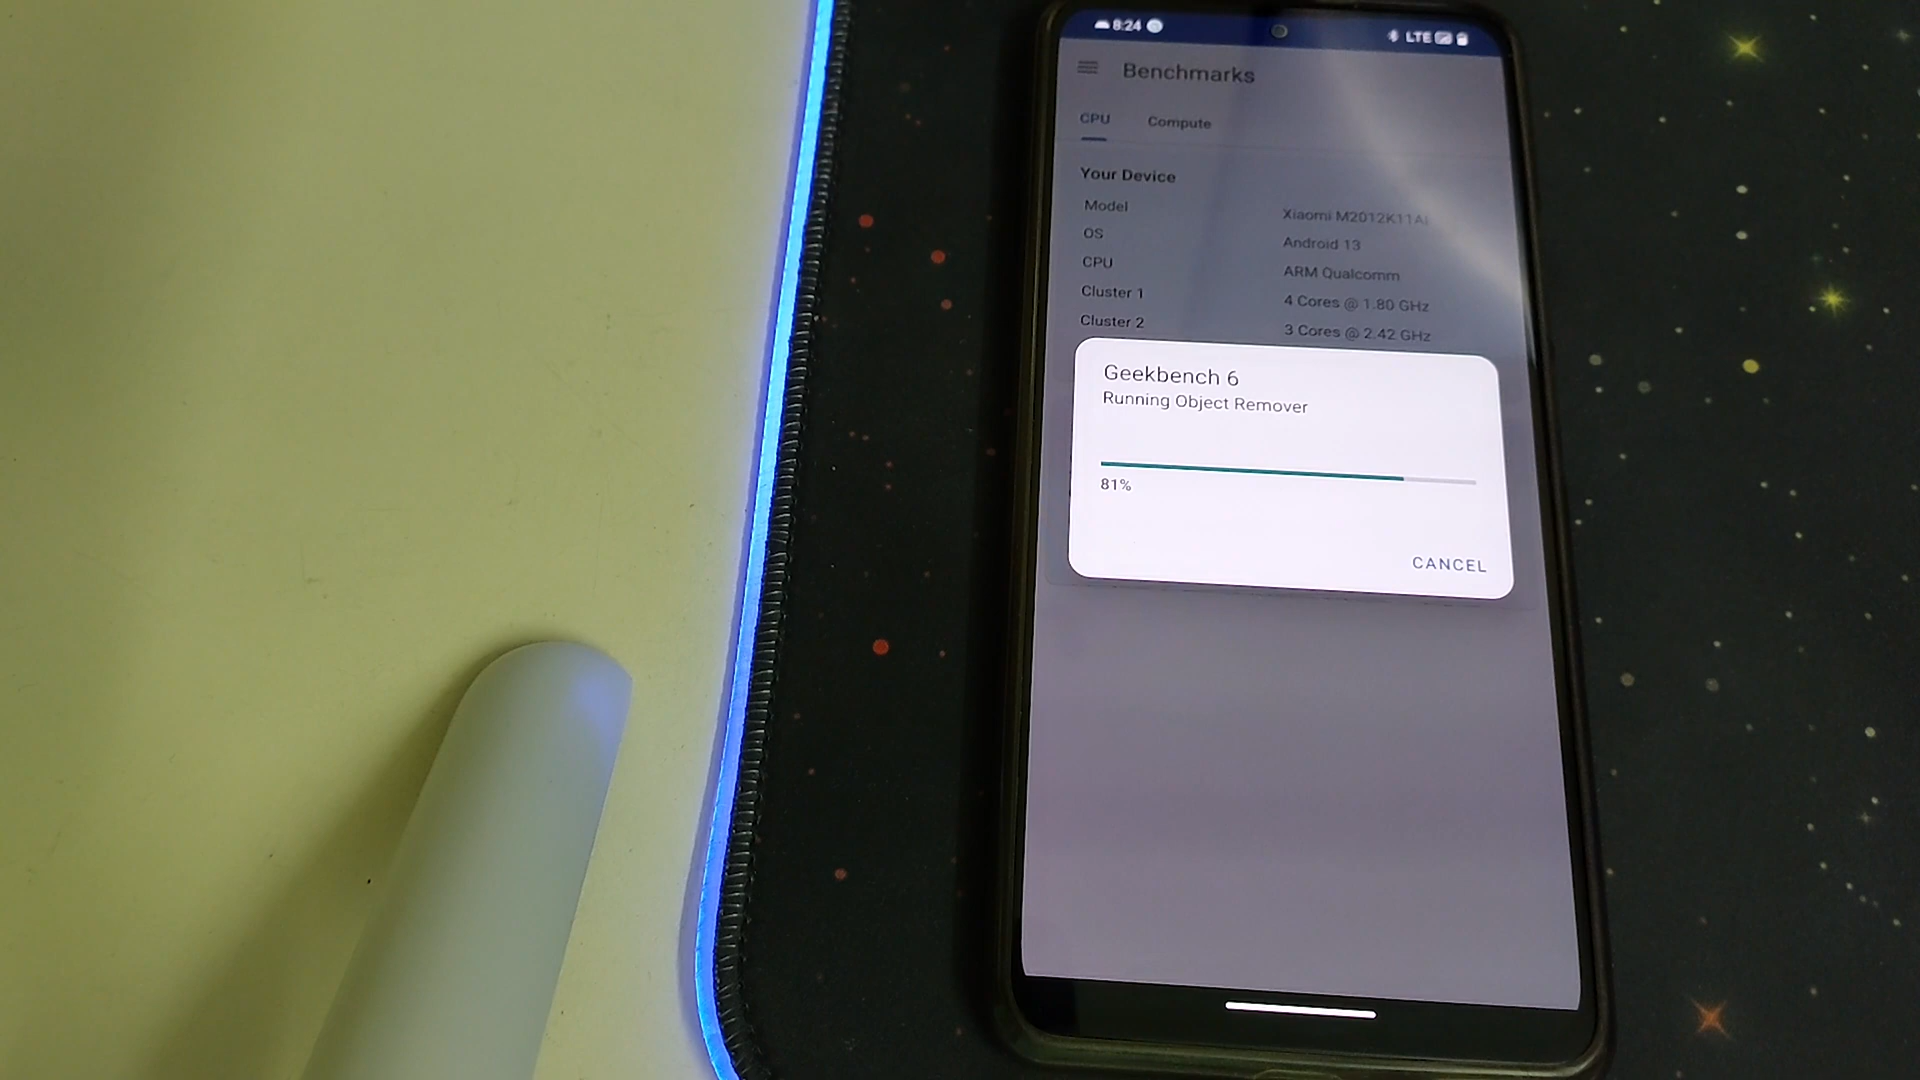 8:24
LTE
Benchmarks
CPU Compute
Your Device
Model Xiaomi M2012K11AI
OS Android 13
CPU ARM Qualcomm
Cluster 1 4 Cores @ 1.80 GHz
Cluster 2 3 Cores @ 2.42 GHz
Geekbench 6
Running Object Remover
81%
CANCEL